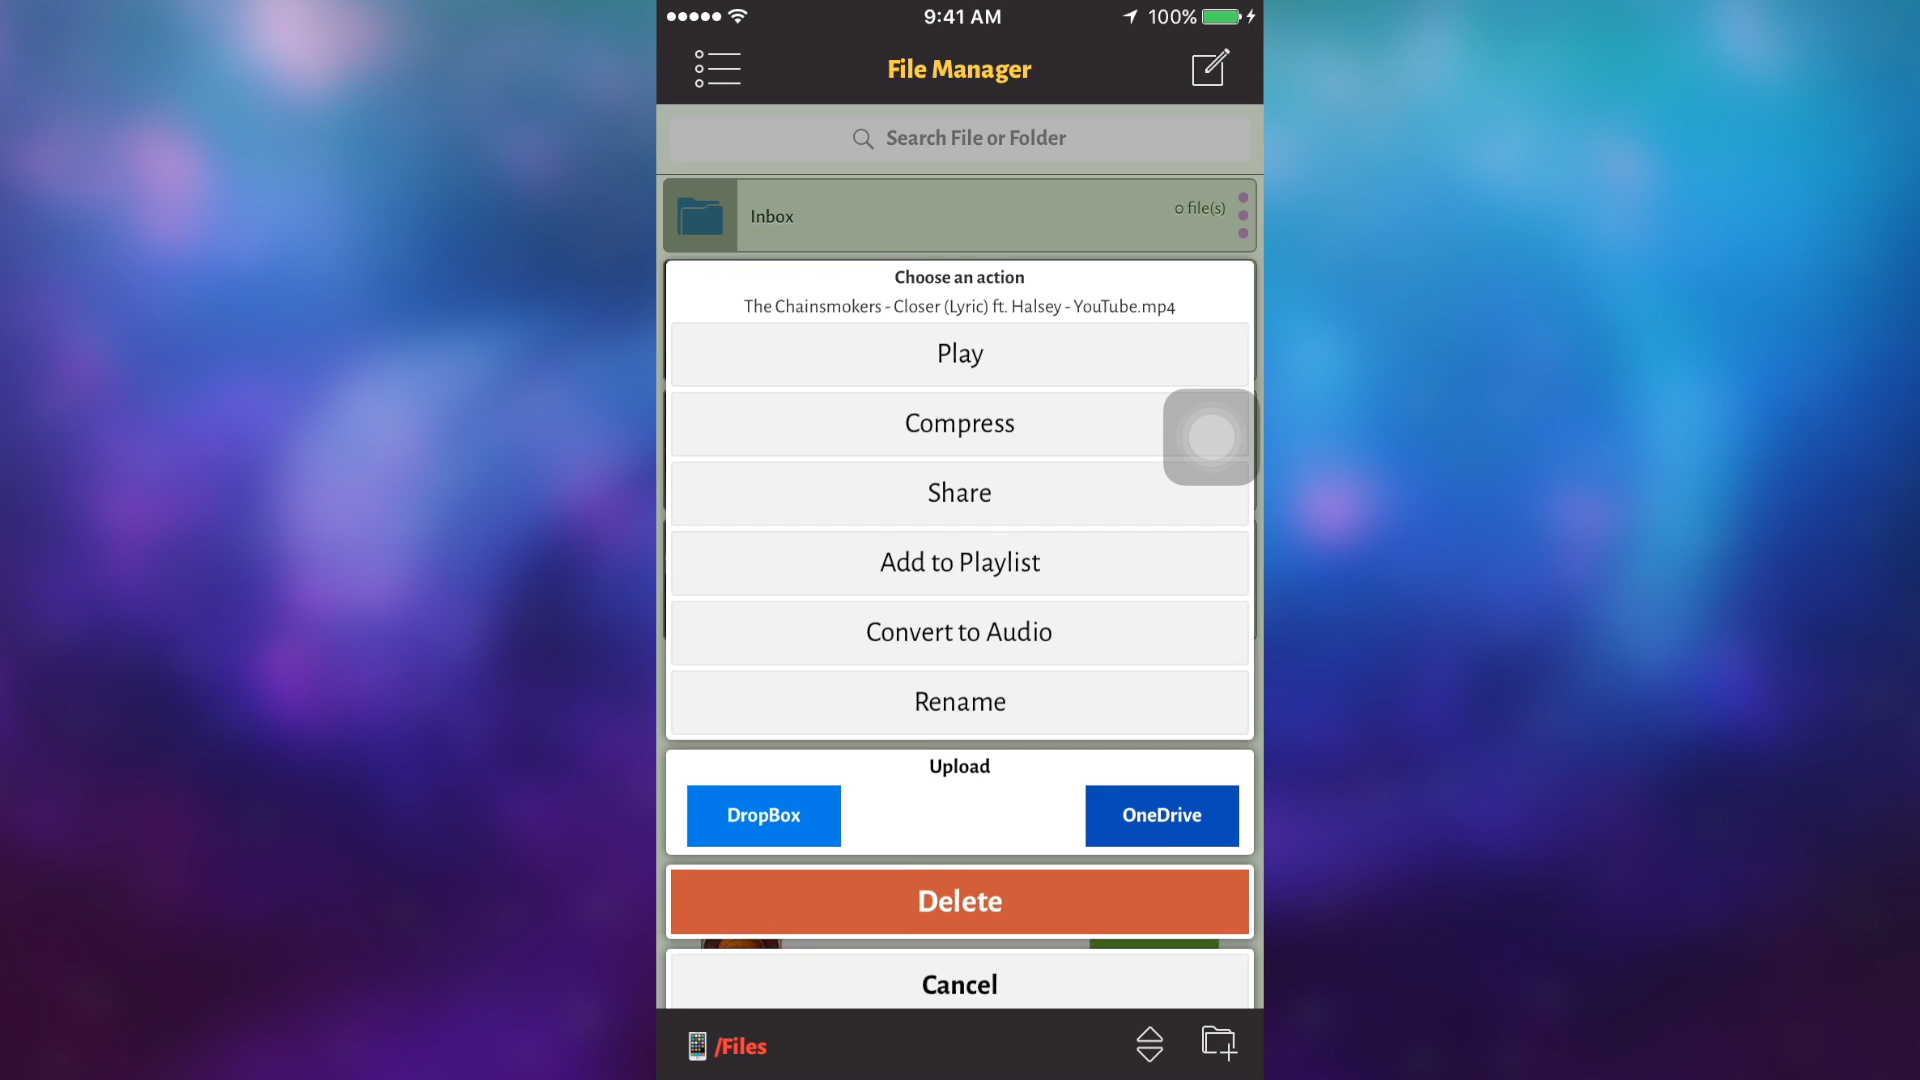 9:41 AM
100%
File Manager
Search File or Folder
Inbox
0 file(s)
Choose an action
The Chainsmokers - Closer (Lyric) ft. Halsey - YouTube.mp4
Play
Compress
Share
Add to Playlist
Convert to Audio
Rename
Upload
DropBox
OneDrive
Delete
Cancel
/Files